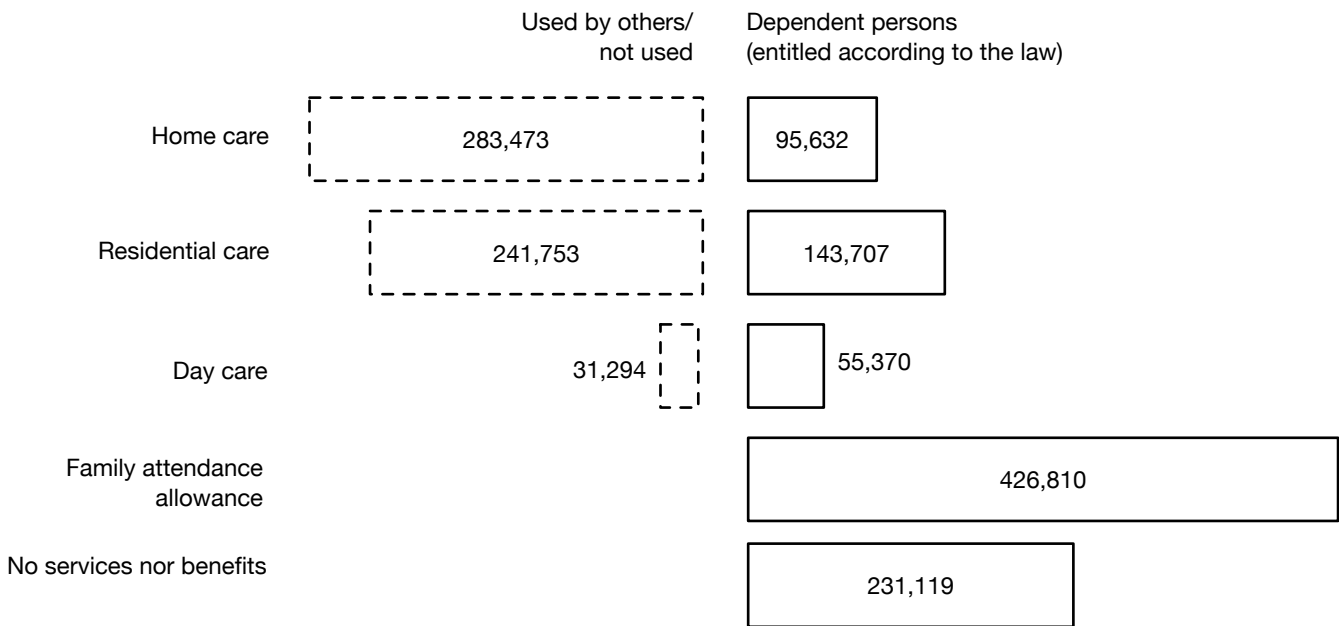 Used by others/
not used
Dependent persons
(entitled according to the law)
Home care
283,473
95,632
Residential care
241,753
143,707
Day care
31,294
55,370
Family attendance
allowance
426,810
No services nor benefits
231,119